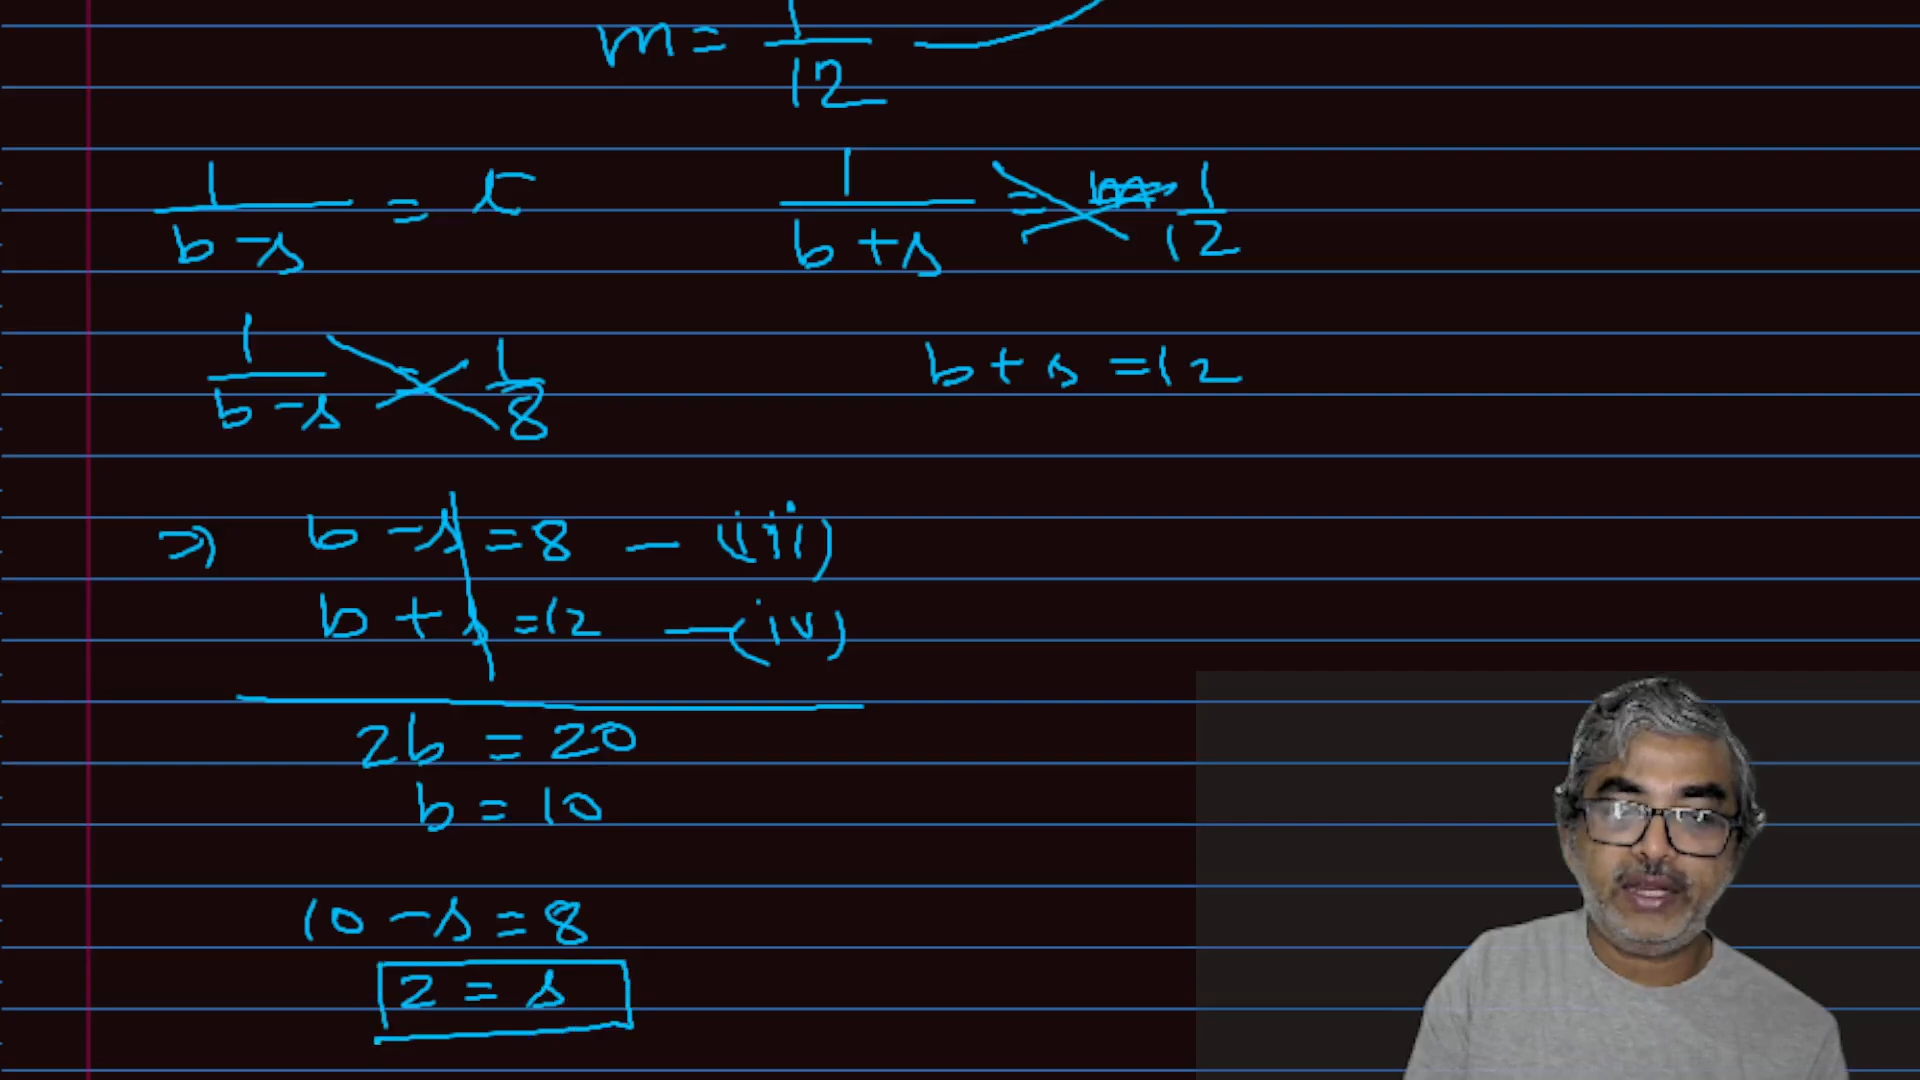 m = 1/12
1/(b-s) = r    1/(b+s) = 1/12
1/(b-s) = 1/8    b+s=12
⇒ b-s=8 — (iii)
b+s=12 — (iv)
2b = 20
b = 10
10-s=8
2 = s